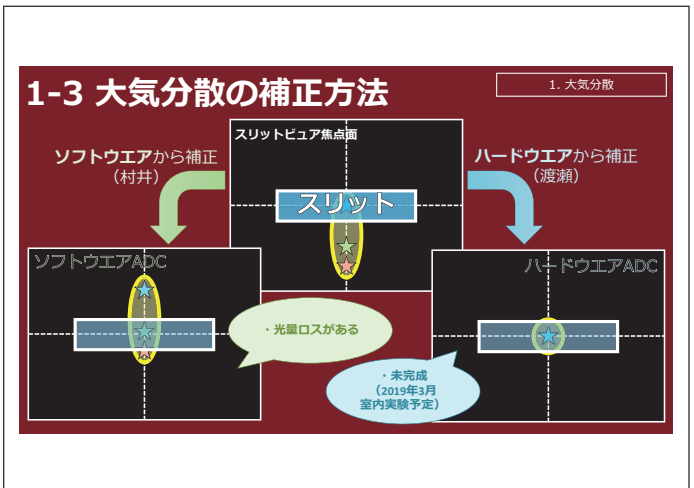 1-3 大気分散の補正方法
1. 大気分散
スリットビュア焦点面
ソフトウエアから補正
（村井）
ハードウエアから補正
（渡瀬）
スリット
ソフトウエアADC
ハードウエアADC
・光量ロスがある
・未完成
（2019年3月
室内実験予定）